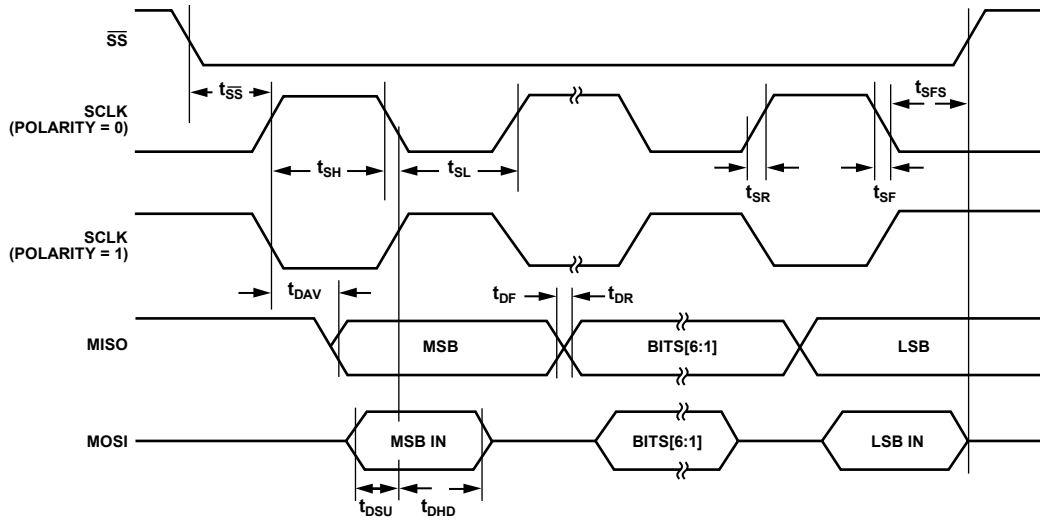 SS
tSS
SCLK
(POLARITY = 0)
tSFS
tSH
tSL
tSR
tSF
SCLK
(POLARITY = 1)
tDAV
tDF
tDR
MISO
MSB
BITS[6:1]
LSB
MOSI
MSB IN
BITS[6:1]
LSB IN
tDSU
tDHD